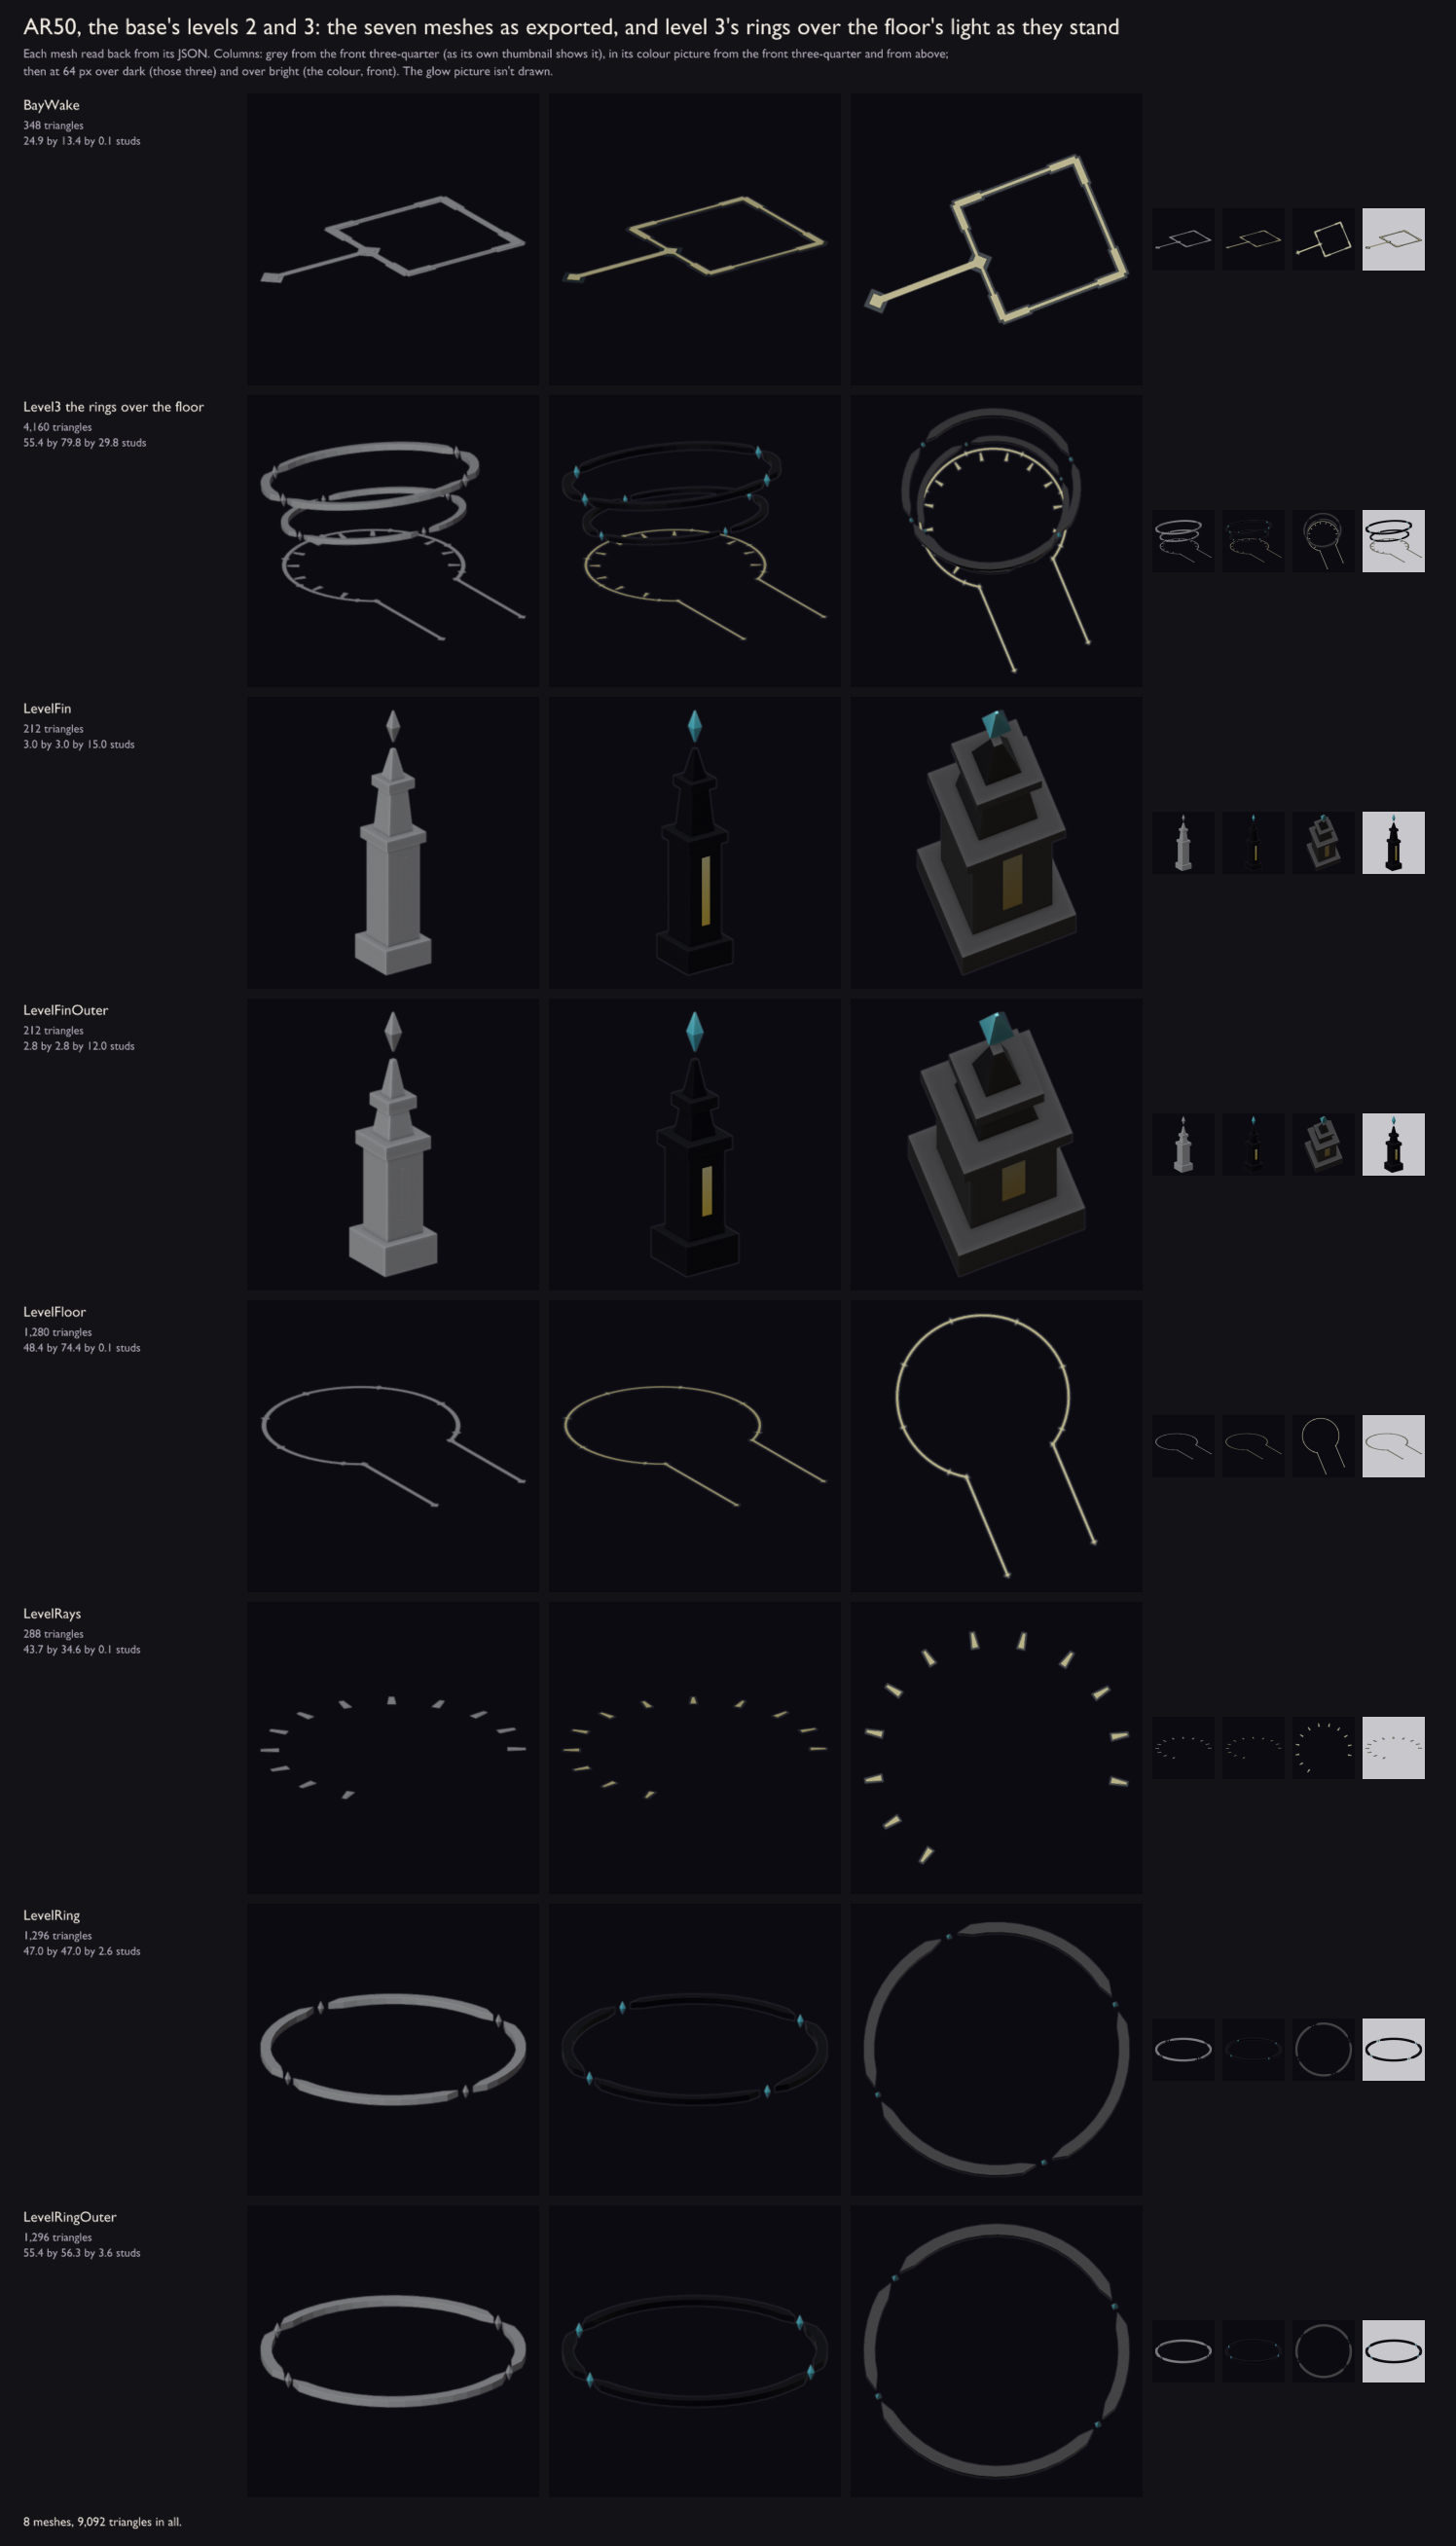 AR50, the base's levels 2 and 3: the seven meshes as exported, and level 3's rings over the floor's light as they stand
Each mesh read back from its JSON. Columns: grey from the front three-quarter (as its own thumbnail shows it), in its colour picture from the front three-quarter and from above;
then at 64 px over dark (those three) and over bright (the colour, front). The glow picture isn't drawn.
BayWake
348 triangles
24.9 by 13.4 by 0.1 studs
Level3 the rings over the floor
4,160 triangles
55.4 by 79.8 by 29.8 studs
LevelFin
212 triangles
3.0 by 3.0 by 15.0 studs
LevelFinOuter
212 triangles
2.8 by 2.8 by 12.0 studs
LevelFloor
1,280 triangles
48.4 by 74.4 by 0.1 studs
LevelRays
288 triangles
43.7 by 34.6 by 0.1 studs
LevelRing
1,296 triangles
47.0 by 47.0 by 2.6 studs
LevelRingOuter
1,296 triangles
55.4 by 56.3 by 3.6 studs
8 meshes, 9,092 triangles in all.